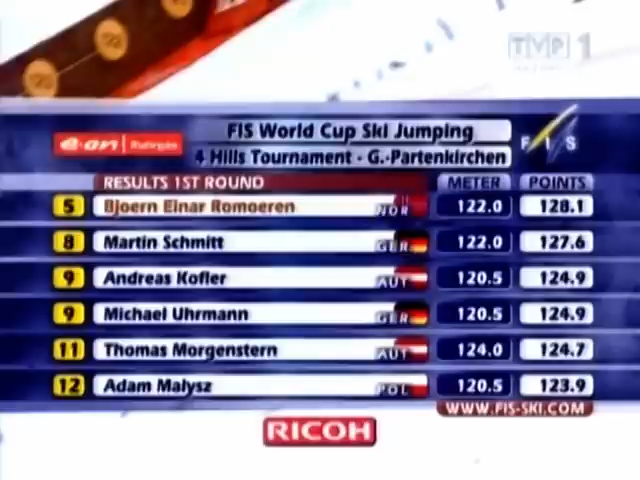 TVP 1
FIS World Cup Ski Jumping
e·on Ruhrgas
4 Hills Tournament - G.-Partenkirchen
FIS
RESULTS 1ST ROUND METER POINTS
5 Bjoern Einar Romoeren NOR 122.0 128.1
8 Martin Schmitt GER 122.0 127.6
9 Andreas Kofler AUT 120.5 124.9
9 Michael Uhrmann GER 120.5 124.9
11 Thomas Morgenstern AUT 124.0 124.7
12 Adam Malysz POL 120.5 123.9
WWW.FIS-SKI.COM
RICOH